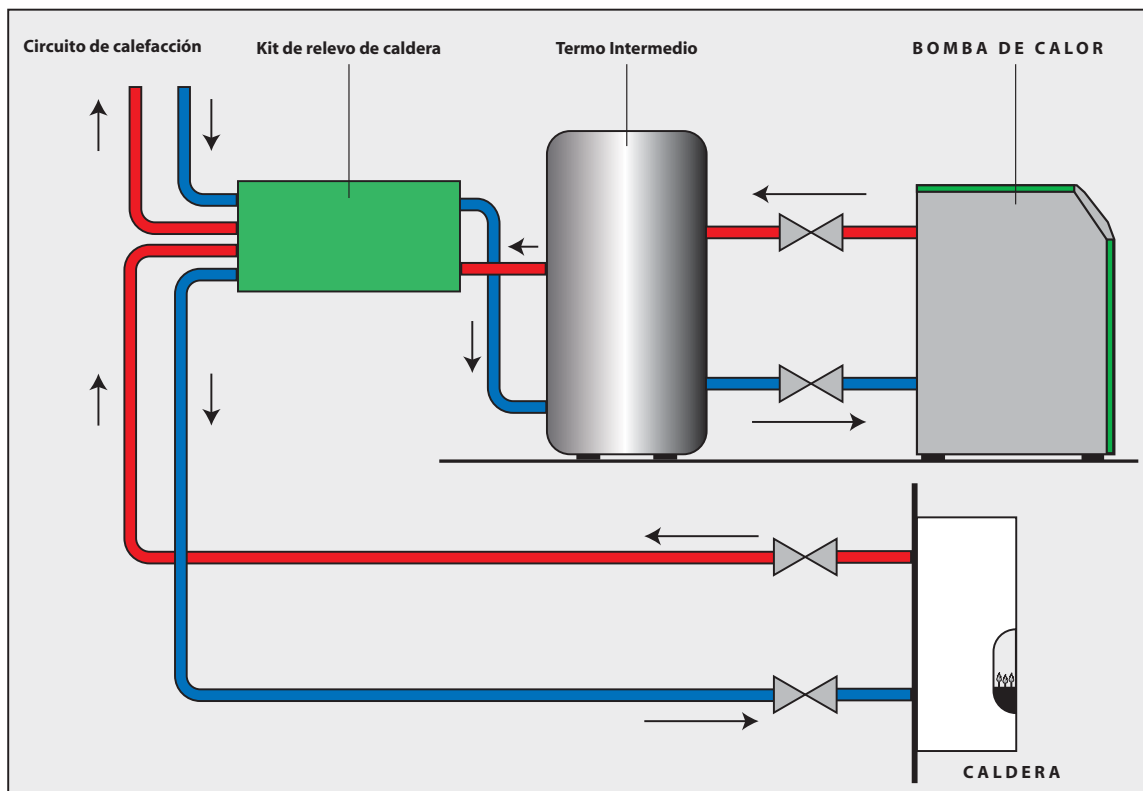 Circuito de calefacción
Kit de relevo de caldera
Termo Intermedio
BOMBA DE CALOR
CALDERA